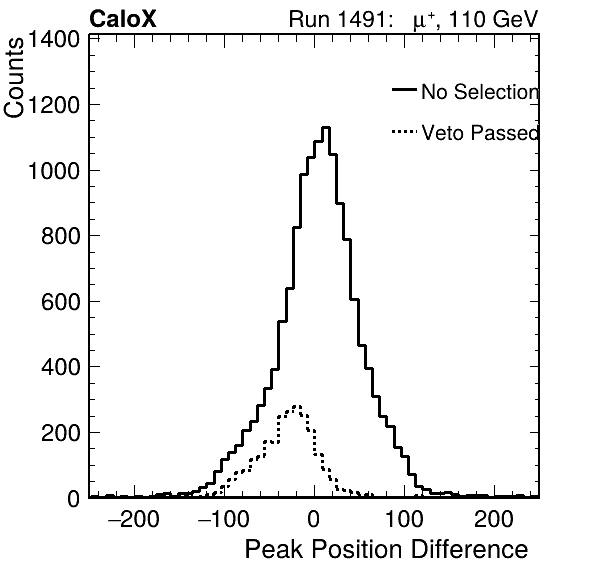 CaloX Run 1491: μ⁺, 110 GeV
Counts
1400
1200
1000
800
600
400
200
0
No Selection
Veto Passed
−200 −100 0 100 200
Peak Position Difference